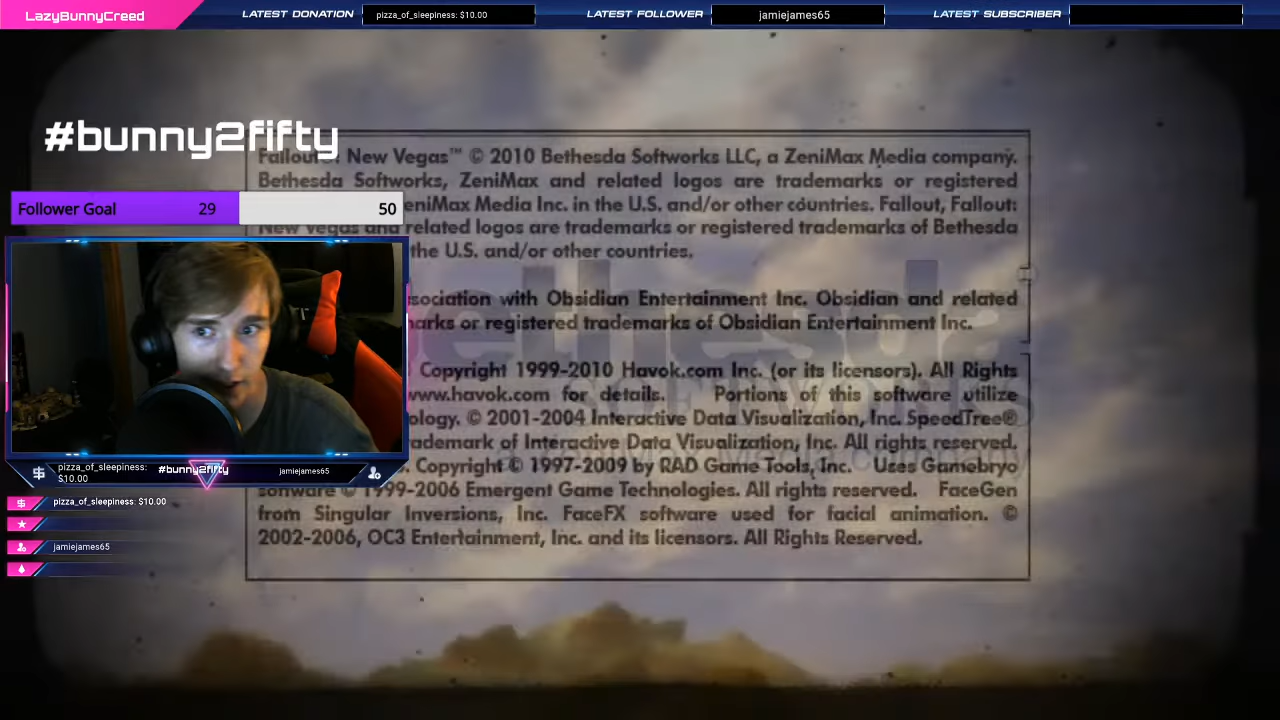 LazyBunnyCreed
LATEST DONATION
pizza_of_sleepiness: $10.00
LATEST FOLLOWER
jamiejames65
LATEST SUBSCRIBER
#bunny2fifty
Fallout: New Vegas™ © 2010 Bethesda Softworks LLC, a ZeniMax Media company.
Bethesda Softworks, ZeniMax and related logos are trademarks or registered
eniMax Media Inc. in the U.S. and/or other countries. Fallout, Fallout:
New Vegas and related logos are trademarks or registered trademarks of Bethesda
the U.S. and/or other countries.
sociation with Obsidian Entertainment Inc. Obsidian and related
arks or registered trademarks of Obsidian Entertainment Inc.
Copyright 1999-2010 Havok.com Inc. (or its licensors). All Rights
www.havok.com for details. Portions of this software utilize
ology. © 2001-2004 Interactive Data Visualization, Inc. SpeedTree®
ademark of Interactive Data Visualization, Inc. All rights reserved.
. Copyright © 1997-2009 by RAD Game Tools, Inc. Uses Gamebryo
software © 1999-2006 Emergent Game Technologies. All rights reserved. FaceGen
from Singular Inversions, Inc. FaceFX software used for facial animation. ©
2002-2006, OC3 Entertainment, Inc. and its licensors. All Rights Reserved.
Follower Goal 29 50
pizza_of_sleepiness:
$10.00
#bunny2fifty
jamiejames65
pizza_of_sleepiness: $10.00
jamiejames65